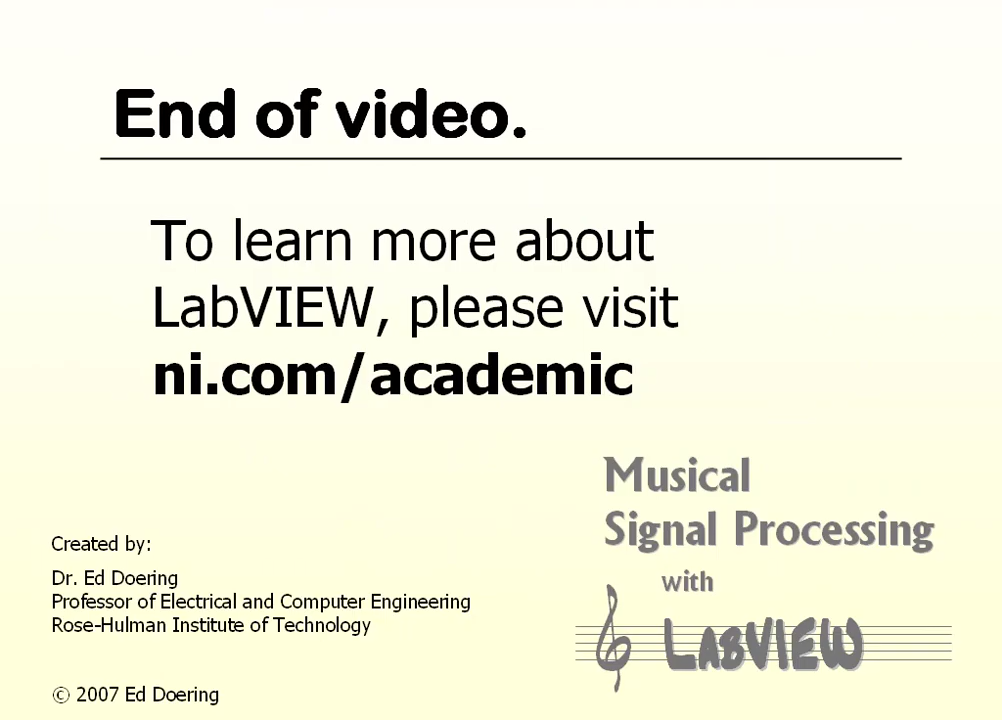 End of video.
To learn more about
LabVIEW, please visit
ni.com/academic
Musical
Signal Processing
with
LABVIEW
Created by:
Dr. Ed Doering
Professor of Electrical and Computer Engineering
Rose-Hulman Institute of Technology
© 2007 Ed Doering